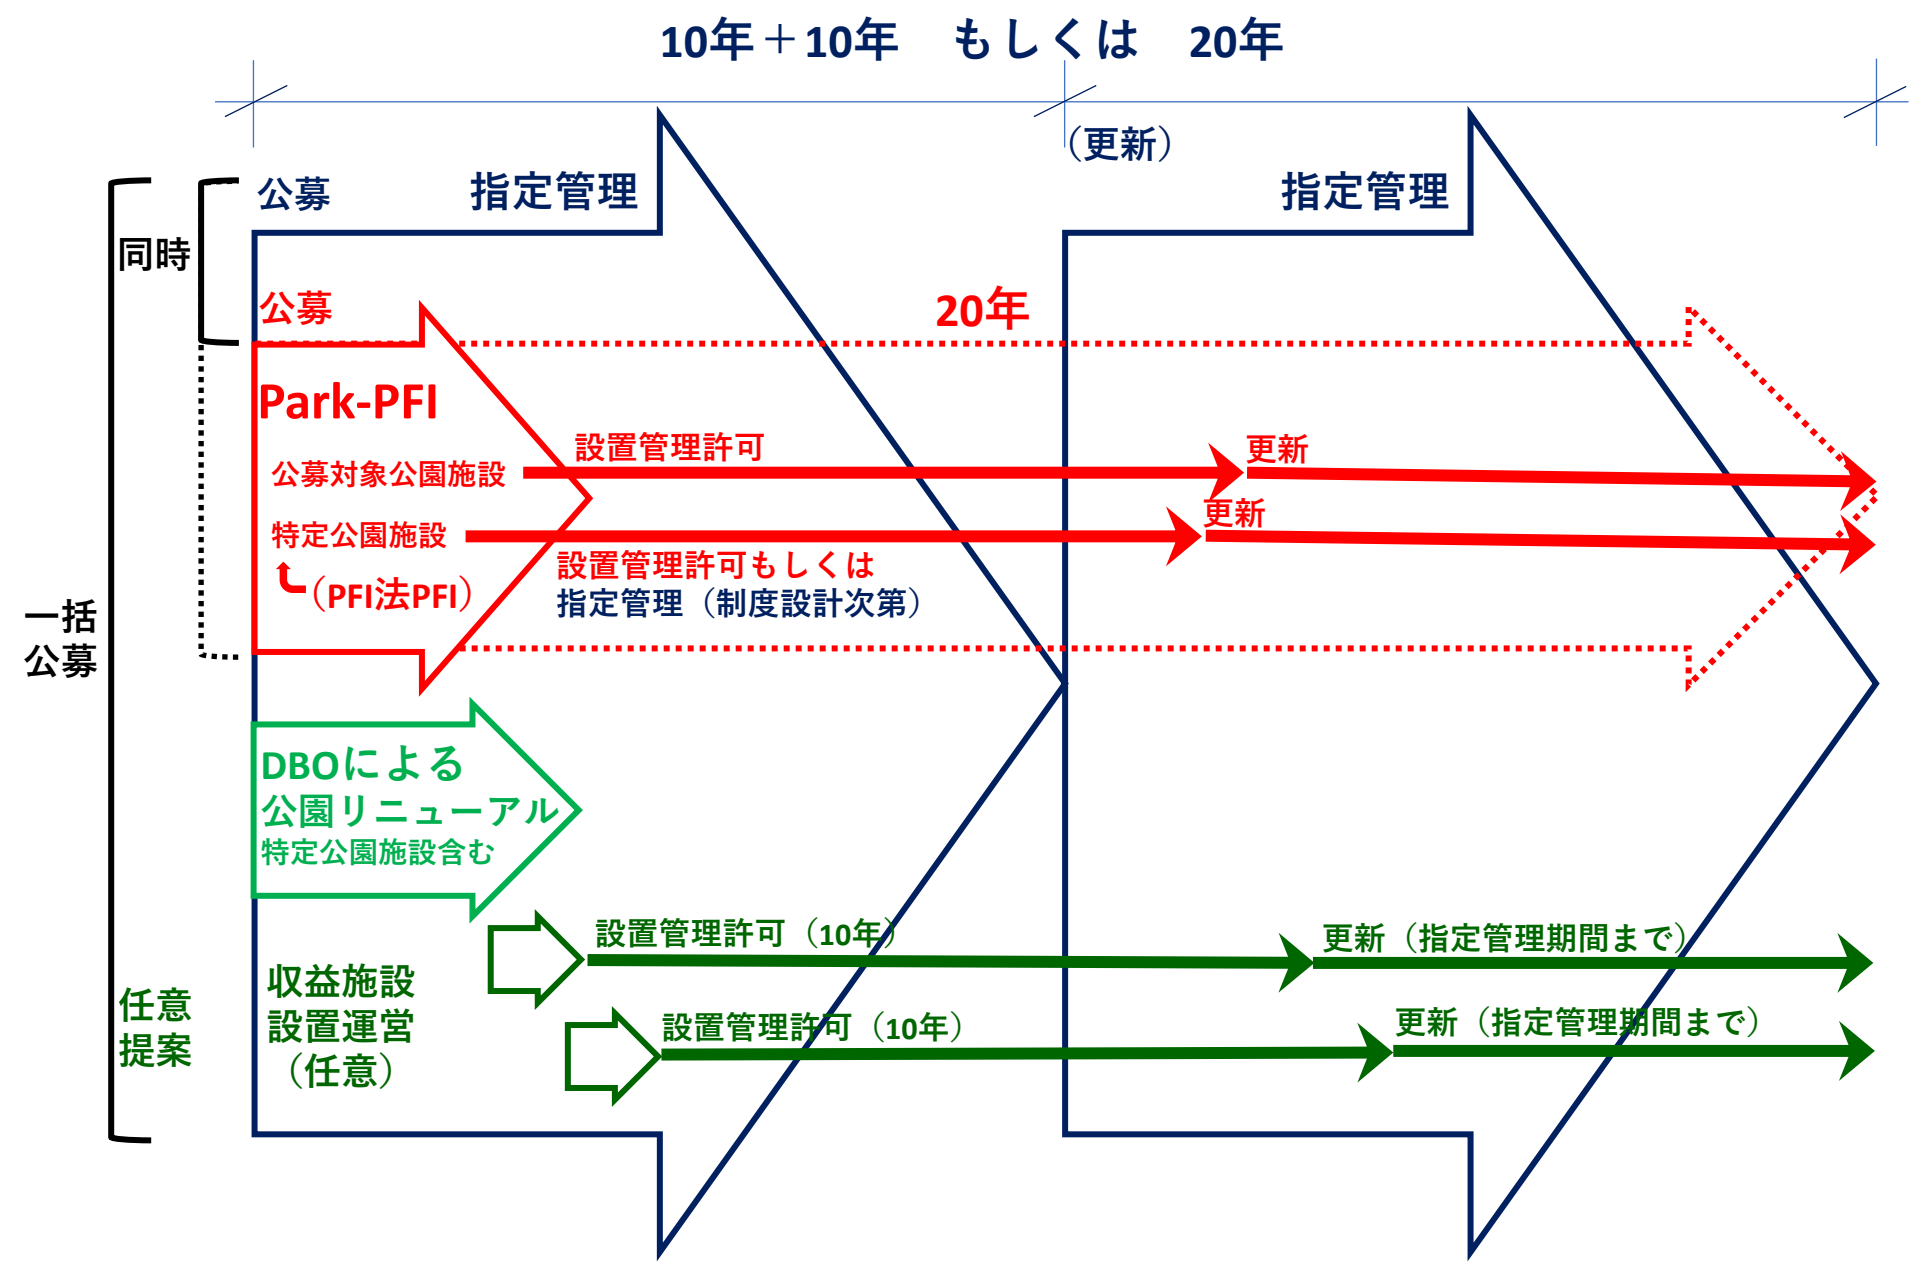 10年＋10年　もしくは　20年
（更新）
公募
指定管理
指定管理
同時
公募
20年
Park-PFI
設置管理許可
更新
公募対象公園施設
更新
特定公園施設
設置管理許可もしくは
指定管理（制度設計次第）
（PFI法PFI）
一括
公募
DBOによる
公園リニューアル
特定公園施設含む
設置管理許可（10年）
更新（指定管理期間まで）
収益施設
設置運営
（任意）
任意
提案
設置管理許可（10年）
更新（指定管理期間まで）